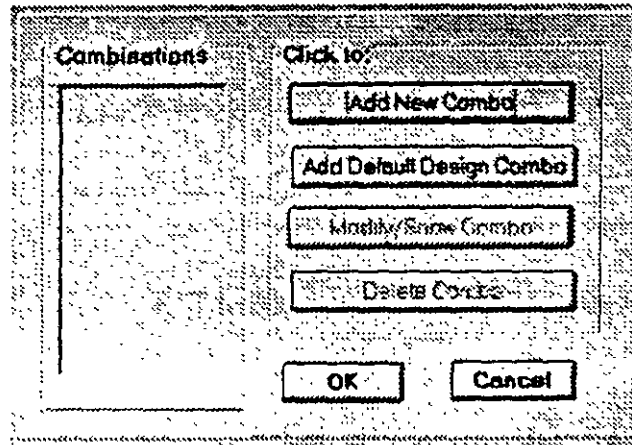 Combinations
Click to:
Add New Combo
Add Default Design Combo
Modify/Show Combo
Delete Combo
OK
Cancel